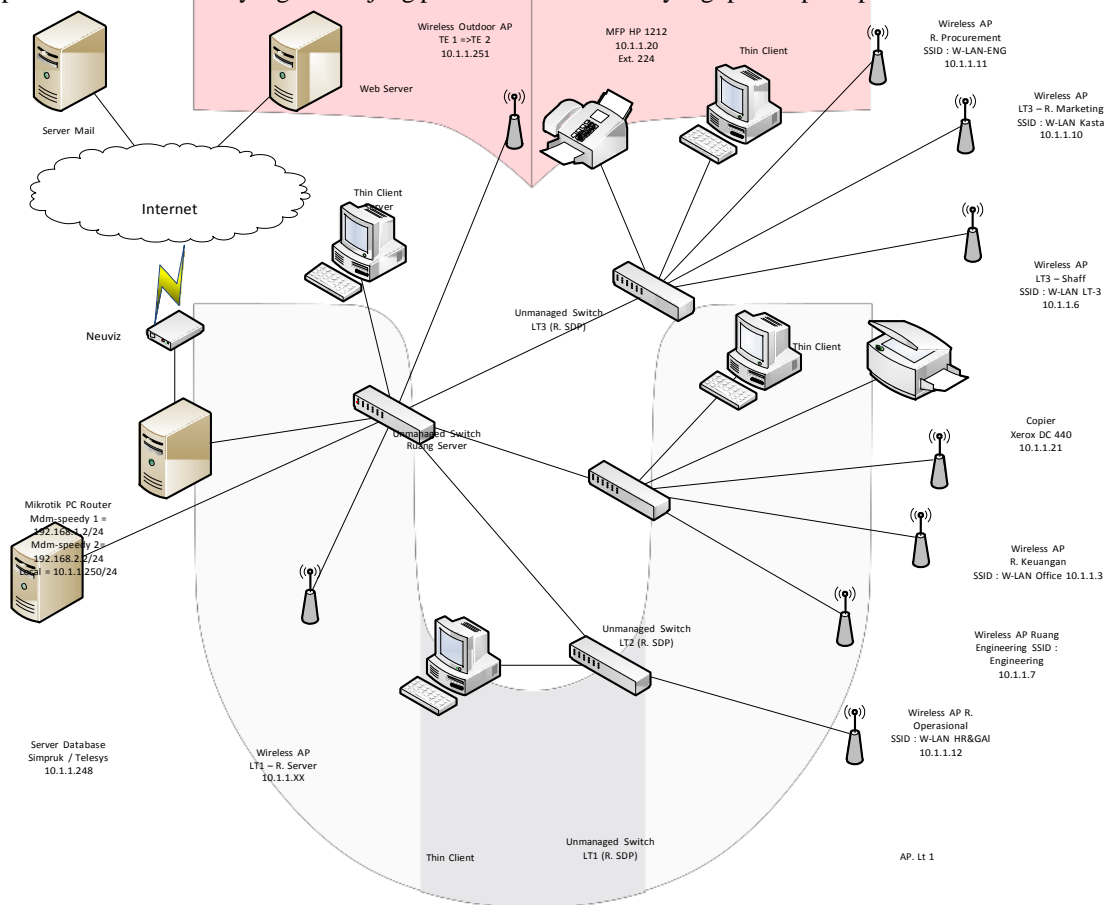 Wireless Outdoor AP
TE 1 =>TE 2
10.1.1.251
MFP HP 1212
10.1.1.20
Ext. 224
Thin Client
Wireless AP
R. Procurement
SSID : W-LAN-ENG
10.1.1.11
Web Server
Server Mail
Wireless AP
LT3 – R. Marketing
SSID : W-LAN Kasta
10.1.1.10
Internet
Thin Client
Server
Wireless AP
LT3 – Shaff
SSID : W-LAN LT-3
10.1.1.6
Unmanaged Switch
LT3 (R. SDP)
Neuviz
Thin Client
Unmanaged Switch
Ruang Server
Copier
Xerox DC 440
10.1.1.21
Mikrotik PC Router
Mdm-speedy 1 =
192.168.1.2/24
Mdm-speedy 2=
192.168.2.2/24
Local = 10.1.1.250/24
Wireless AP
R. Keuangan
SSID : W-LAN Office 10.1.1.3
Unmanaged Switch
LT2 (R. SDP)
Wireless AP Ruang
Engineering SSID :
Engineering
10.1.1.7
Wireless AP R.
Operasional
SSID : W-LAN HR&GAI
10.1.1.12
Server Database
Simpruk / Telesys
10.1.1.248
Wireless AP
LT1 – R. Server
10.1.1.XX
Thin Client
Unmanaged Switch
LT1 (R. SDP)
AP. Lt 1